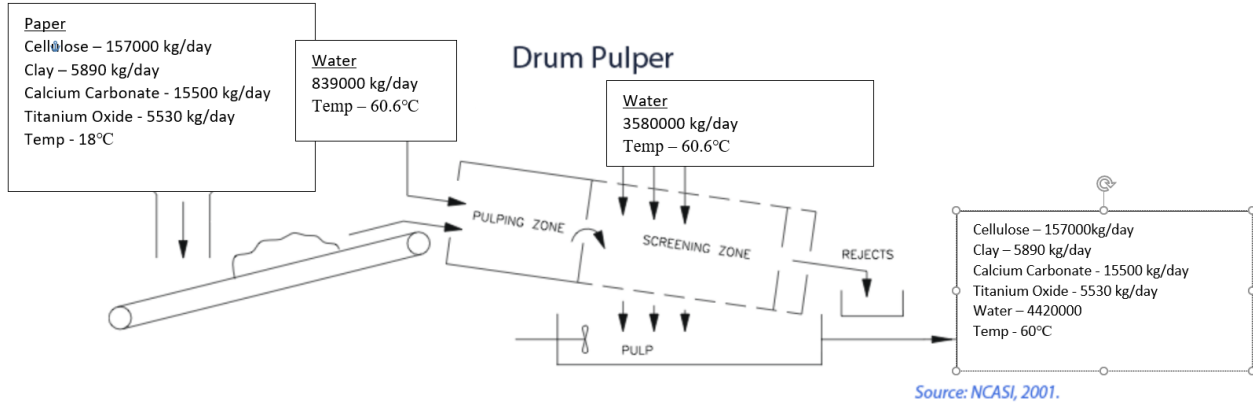 Paper
Cellulose – 157000 kg/day
Clay – 5890 kg/day
Calcium Carbonate - 15500 kg/day
Titanium Oxide - 5530 kg/day
Temp - 18°C
Water
839000 kg/day
Temp – 60.6°C
Drum Pulper
Water
3580000 kg/day
Temp – 60.6°C
PULPING ZONE
SCREENING ZONE
REJECTS
PULP
Cellulose – 157000kg/day
Clay – 5890 kg/day
Calcium Carbonate - 15500 kg/day
Titanium Oxide - 5530 kg/day
Water – 4420000
Temp - 60°C
Source: NCASI, 2001.